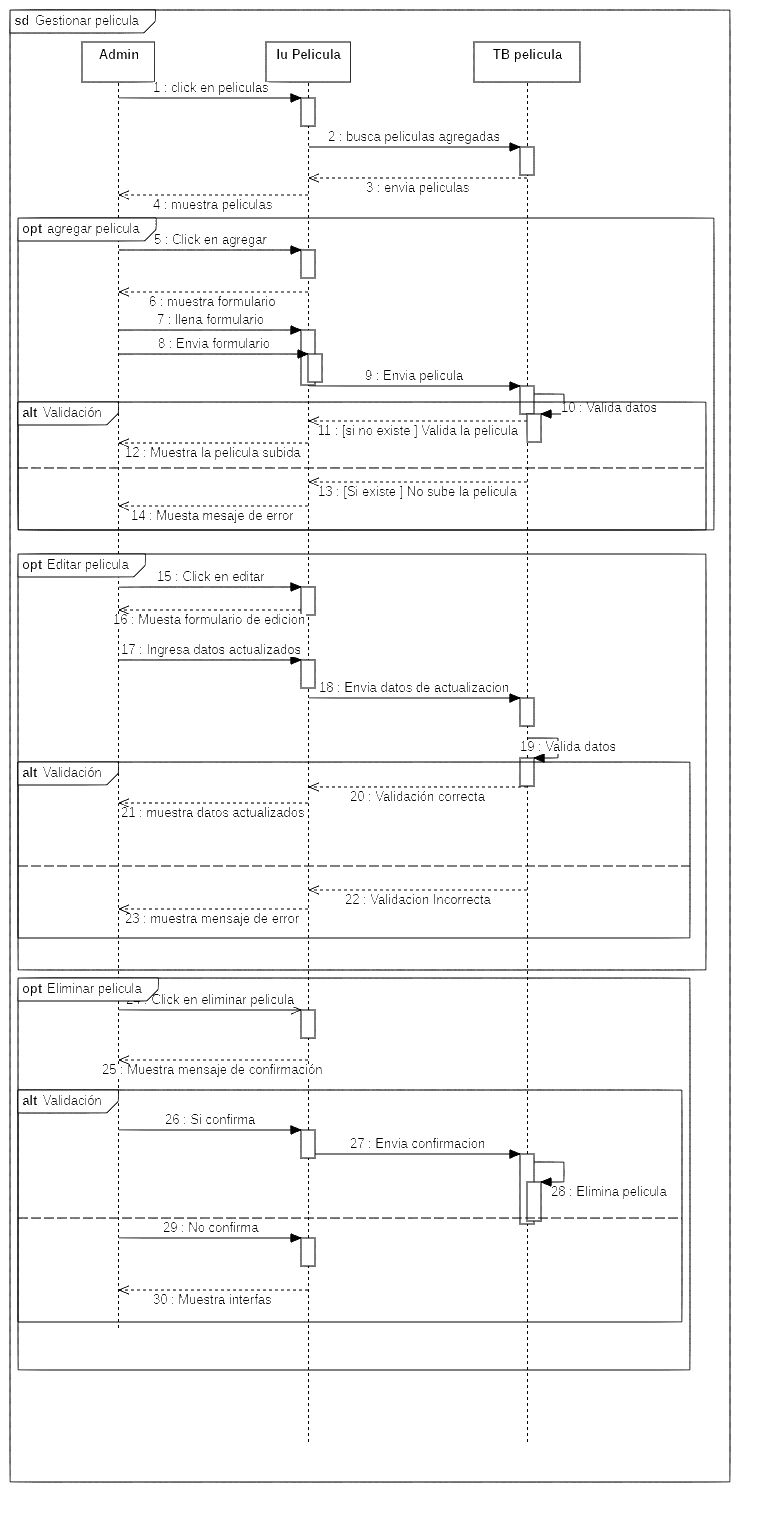 sd Gestionar pelicula
Admin
Iu Pelicula
TB pelicula
1 : click en peliculas
2 : busca peliculas agregadas
3 : envia peliculas
4 : muestra peliculas
opt agregar pelicula
5 : Click en agregar
6 : muestra formulario
7 : llena formulario
8 : Envia formulario
9 : Envia pelicula
10 : Valida datos
alt Validación
11 : [si no existe ] Valida la pelicula
12 : Muestra la pelicula subida
13 : [Si existe ] No sube la pelicula
14 : Muesta mesaje de error
opt Editar pelicula
15 : Click en editar
16 : Muesta formulario de edicion
17 : Ingresa datos actualizados
18 : Envia datos de actualizacion
19 : Valida datos
alt Validación
20 : Validación correcta
21 : muestra datos actualizados
22 : Validacion Incorrecta
23 : muestra mensaje de error
opt Eliminar pelicula
24 : Click en eliminar pelicula
25 : Muestra mensaje de confirmación
alt Validación
26 : Si confirma
27 : Envia confirmacion
28 : Elimina pelicula
29 : No confirma
30 : Muestra interfas